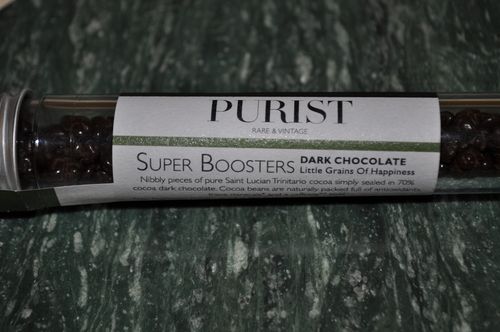 PURIST
RARE & VINTAGE
SUPER BOOSTERS DARK CHOCOLATE
Little Grains Of Happiness
Nibbly pieces of pure Saint Lucian Trinitario cocoa simply sealed in 70%
cocoa dark chocolate. Cocoa beans are naturally packed full of antioxidants